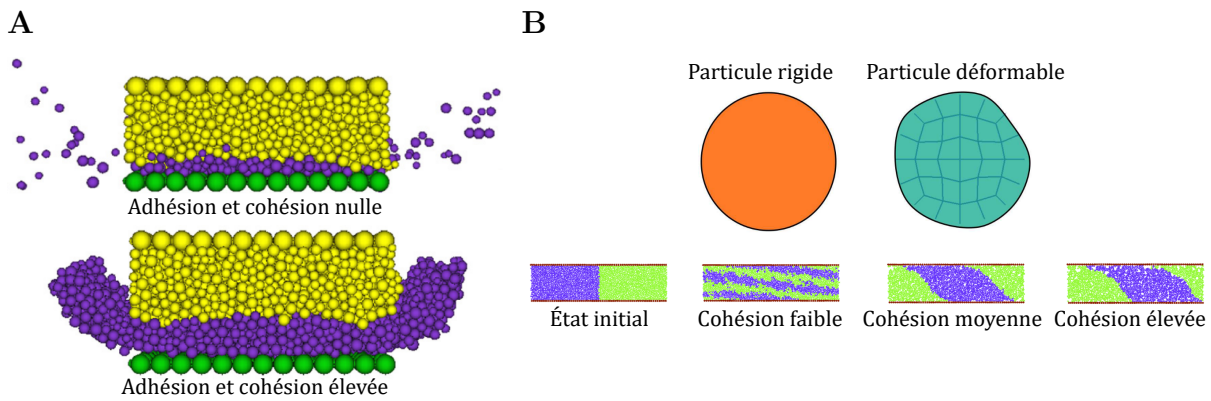 A
Adhésion et cohésion nulle
Adhésion et cohésion élevée
B
Particule rigide
Particule déformable
État initial
Cohésion faible
Cohésion moyenne
Cohésion élevée